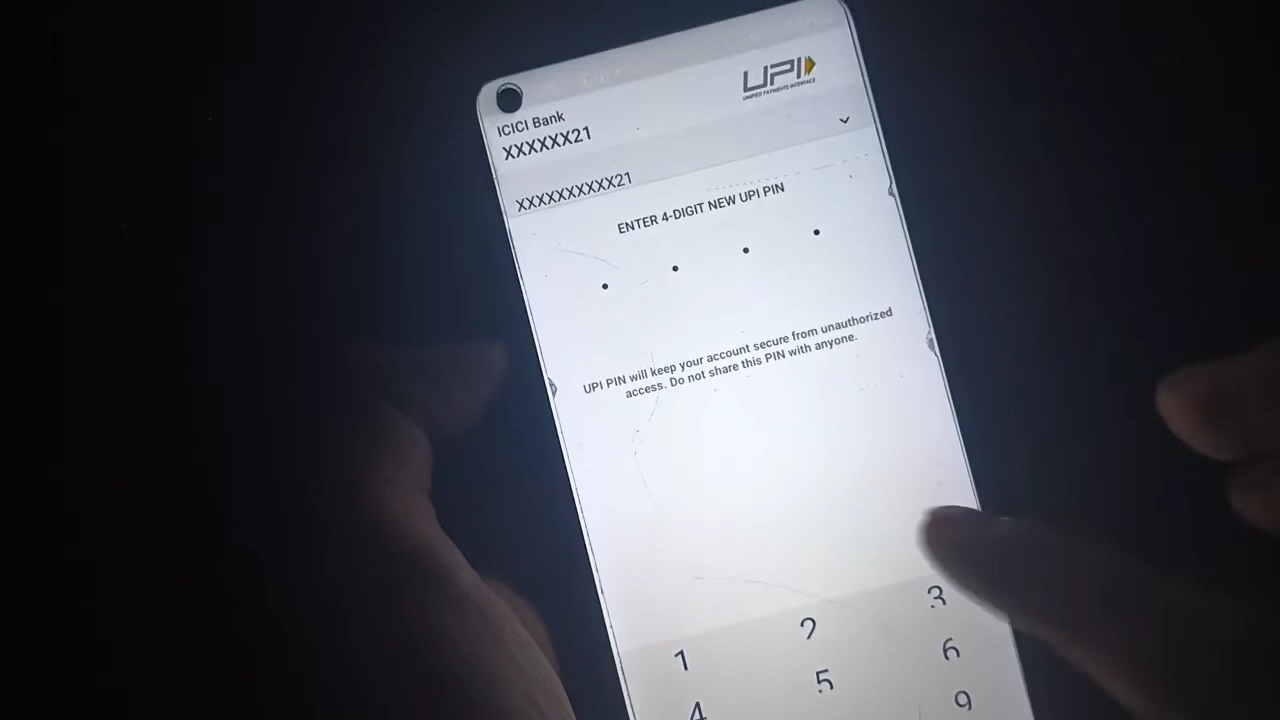 UPI
UNIFIED PAYMENTS INTERFACE
ICICI Bank
XXXXXX21
XXXXXXXXXX21
ENTER 4-DIGIT NEW UPI PIN
UPI PIN will keep your account secure from unauthorized
access. Do not share this PIN with anyone.
1 2 3
4 5 6
9